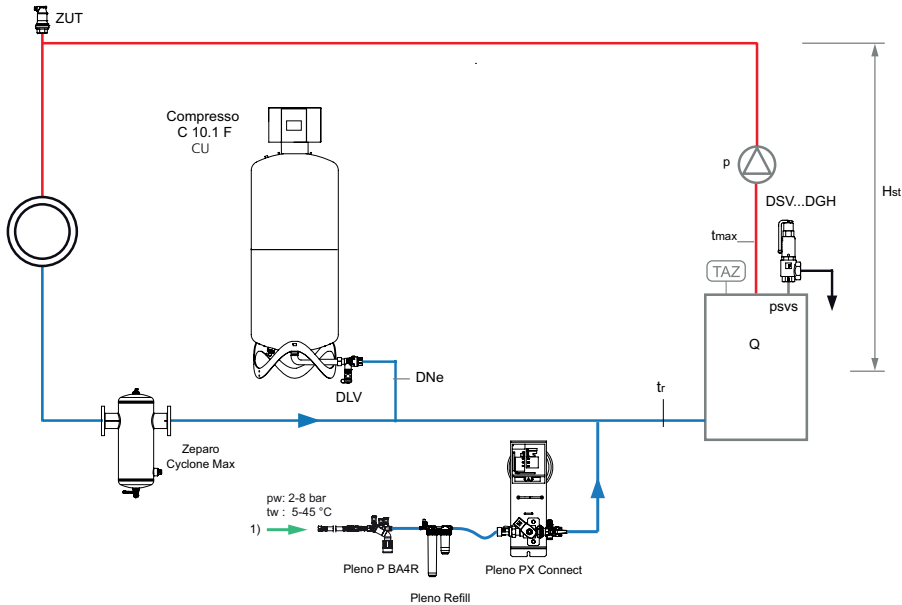 ZUT
Compresso
C 10.1 F
CU
p
Hst
DSV...DGH
tmax
TAZ
psvs
Q
DNe
DLV
tr
Zeparo
Cyclone Max
pw: 2-8 bar
tw : 5-45 °C
1)
Pleno P BA4R
Pleno PX Connect
Pleno Refill